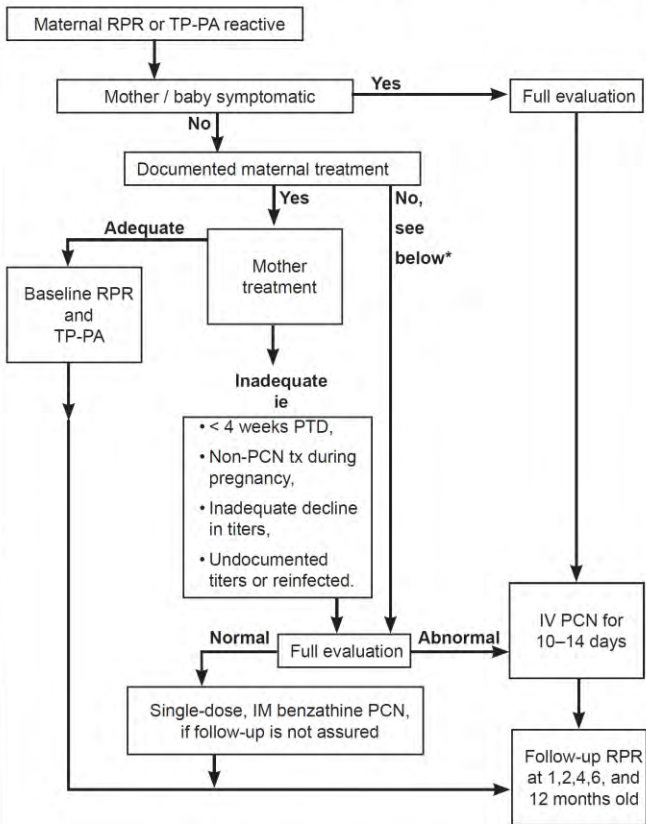 Maternal RPR or TP-PA reactive
Mother / baby symptomatic
Yes
Full evaluation
No
Documented maternal treatment
Yes
No,
see
below*
Adequate
Mother
treatment
Baseline RPR
and
TP-PA
Inadequate
ie
• < 4 weeks PTD,
• Non-PCN tx during
pregnancy,
• Inadequate decline
in titers,
• Undocumented
titers or reinfected.
Normal
Full evaluation
Abnormal
IV PCN for
10–14 days
Single-dose, IM benzathine PCN,
if follow-up is not assured
Follow-up RPR
at 1,2,4,6, and
12 months old